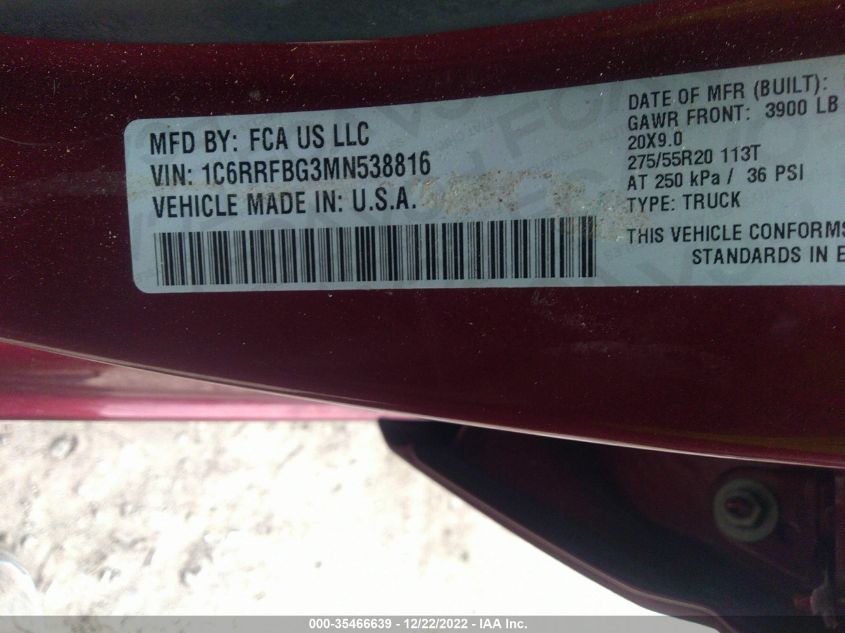 MFD BY: FCA US LLC
VIN: 1C6RRFBG3MN538816
VEHICLE MADE IN: U.S.A.
DATE OF MFR (BUILT):
GAWR FRONT: 3900 LB
20X9.0
275/55R20 113T
AT 250 kPa / 36 PSI
TYPE: TRUCK
THIS VEHICLE CONFORMS
STANDARDS IN E
000-35466639 - 12/22/2022 - IAA Inc.